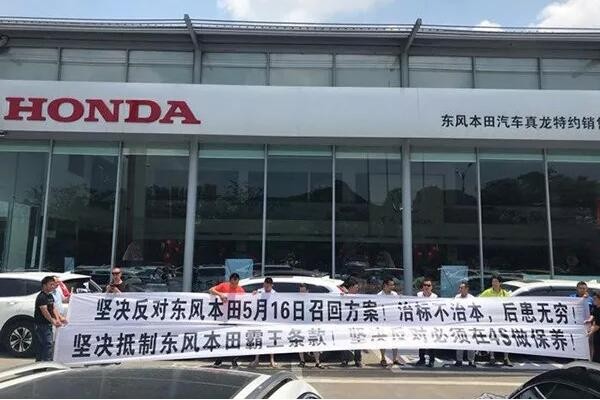 HONDA
东风本田汽车真龙特约销售
坚决反对东风本田5月16日召回方案！治标不治本，后患无穷！
坚决抵制东风本田霸王条款！坚决反对必须在4S做保养！